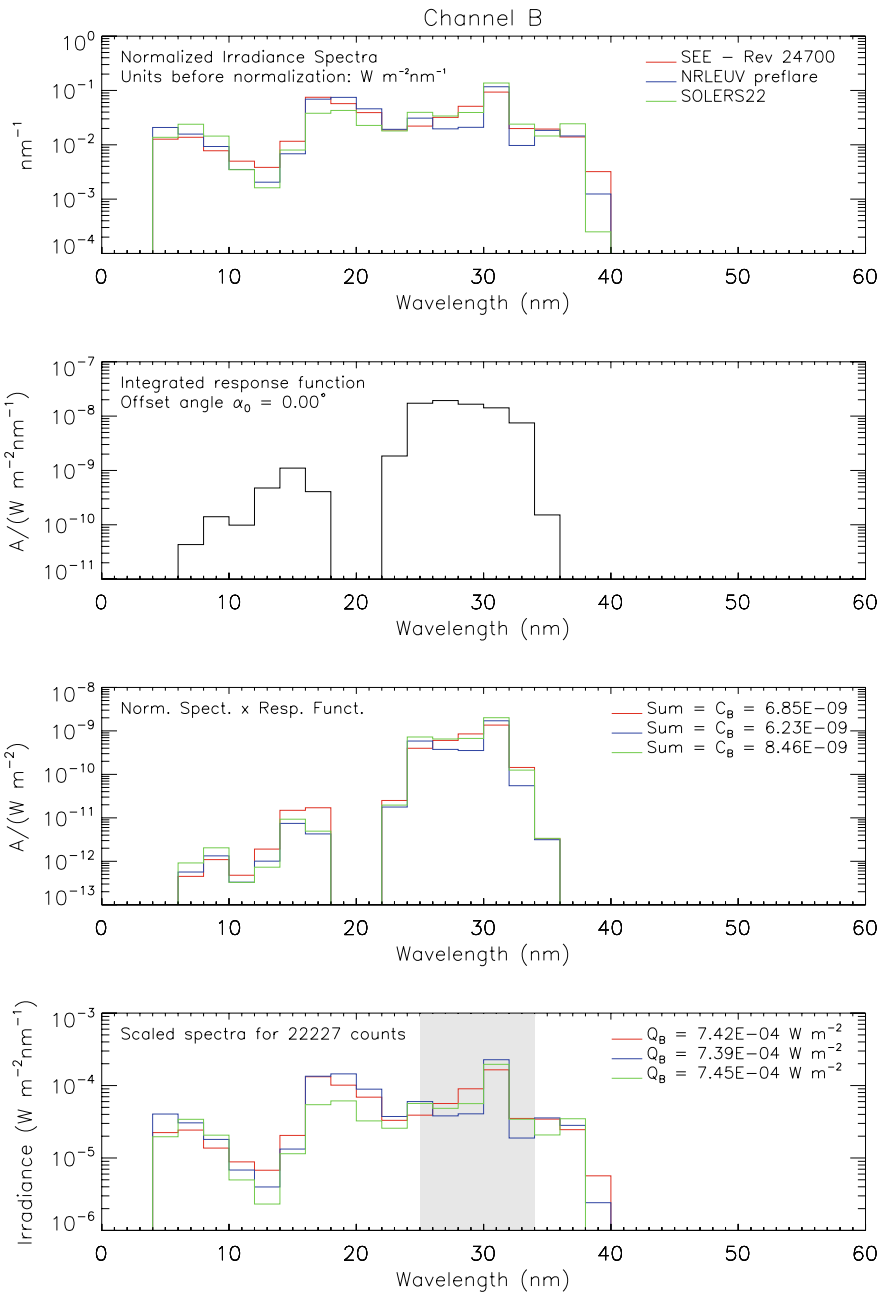 Channel B
Normalized Irradiance Spectra
Units before normalization: W m⁻²nm⁻¹
SEE – Rev 24700
NRLEUV preflare
SOLERS22
nm⁻¹
10⁰
10⁻¹
10⁻²
10⁻³
10⁻⁴
0 10 20 30 40 50 60
Wavelength (nm)
Integrated response function
Offset angle α₀ = 0.00°
A/(W m⁻²nm⁻¹)
10⁻⁷
10⁻⁸
10⁻⁹
10⁻¹⁰
10⁻¹¹
0 10 20 30 40 50 60
Wavelength (nm)
Norm. Spect. x Resp. Funct.
Sum = C_B = 6.85E−09
Sum = C_B = 6.23E−09
Sum = C_B = 8.46E−09
A/(W m⁻²)
10⁻⁸
10⁻⁹
10⁻¹⁰
10⁻¹¹
10⁻¹²
10⁻¹³
0 10 20 30 40 50 60
Wavelength (nm)
Scaled spectra for 22227 counts
Q_B = 7.42E−04 W m⁻²
Q_B = 7.39E−04 W m⁻²
Q_B = 7.45E−04 W m⁻²
Irradiance (W m⁻²nm⁻¹)
10⁻³
10⁻⁴
10⁻⁵
10⁻⁶
0 10 20 30 40 50 60
Wavelength (nm)